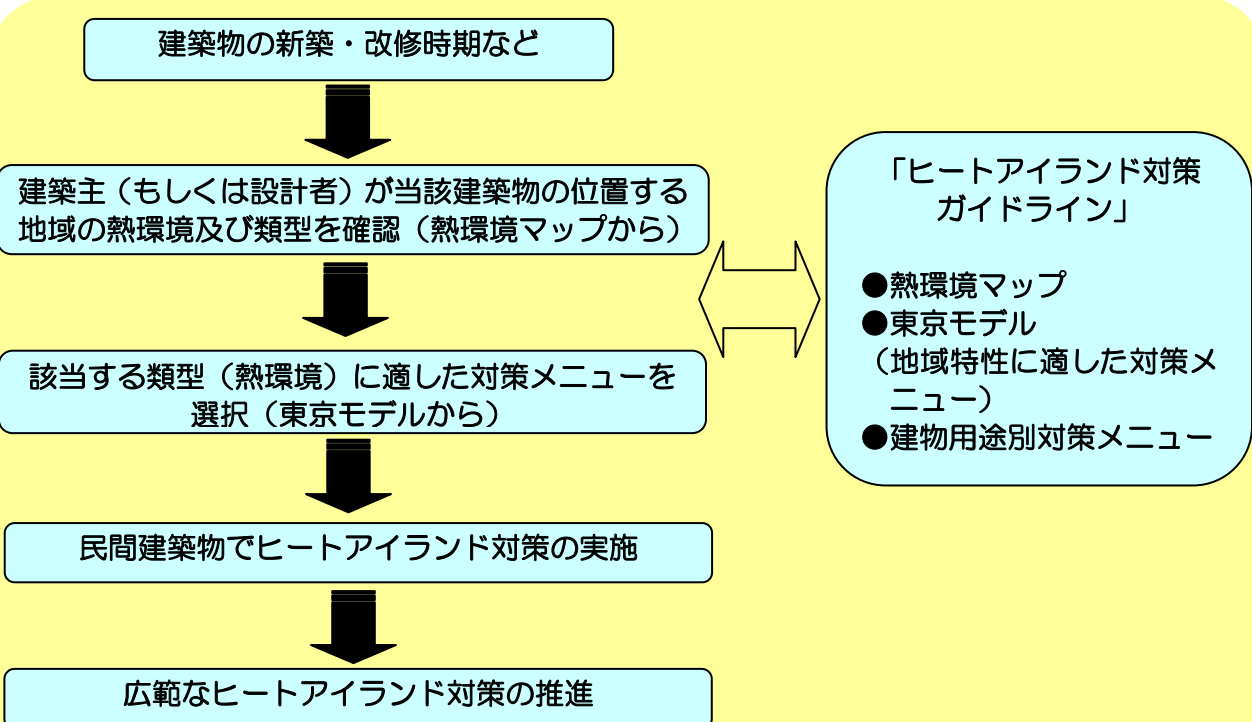 建築物の新築・改修時期など
建築主（もしくは設計者）が当該建築物の位置する
地域の熱環境及び類型を確認（熱環境マップから）
該当する類型（熱環境）に適した対策メニューを
選択（東京モデルから）
民間建築物でヒートアイランド対策の実施
広範なヒートアイランド対策の推進
「ヒートアイランド対策
ガイドライン」
●熱環境マップ
●東京モデル
（地域特性に適した対策メ
ニュー）
●建物用途別対策メニュー